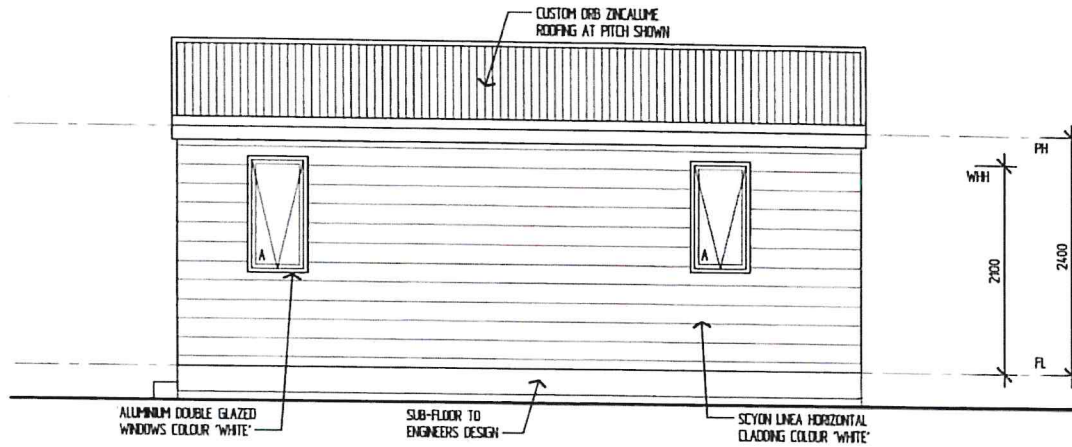 CUSTOM ORB ZINCALUME
ROOFING AT PITCH SHOWN
PH
WHH
A
A
2100
2400
FL
ALUMINIUM DOUBLE GLAZED
WINDOWS COLOUR 'WHITE'
SUB-FLOOR TO
ENGINEERS DESIGN
SCYON LINEA HORIZONTAL
CLADDING COLOUR 'WHITE'